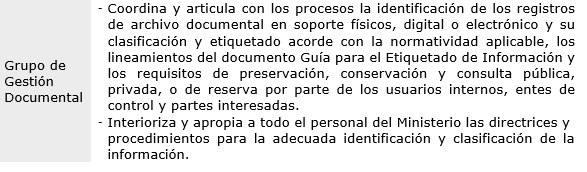 Grupo de
Gestión
Documental
- Coordina y articula con los procesos la identificación de los registros
de archivo documental en soporte físicos, digital o electrónico y su
clasificación y etiquetado acorde con la normatividad aplicable, los
lineamientos del documento Guía para el Etiquetado de Información y
los requisitos de preservación, conservación y consulta pública,
privada, o de reserva por parte de los usuarios internos, entes de
control y partes interesadas.
- Interioriza y apropia a todo el personal del Ministerio las directrices y
procedimientos para la adecuada identificación y clasificación de la
información.